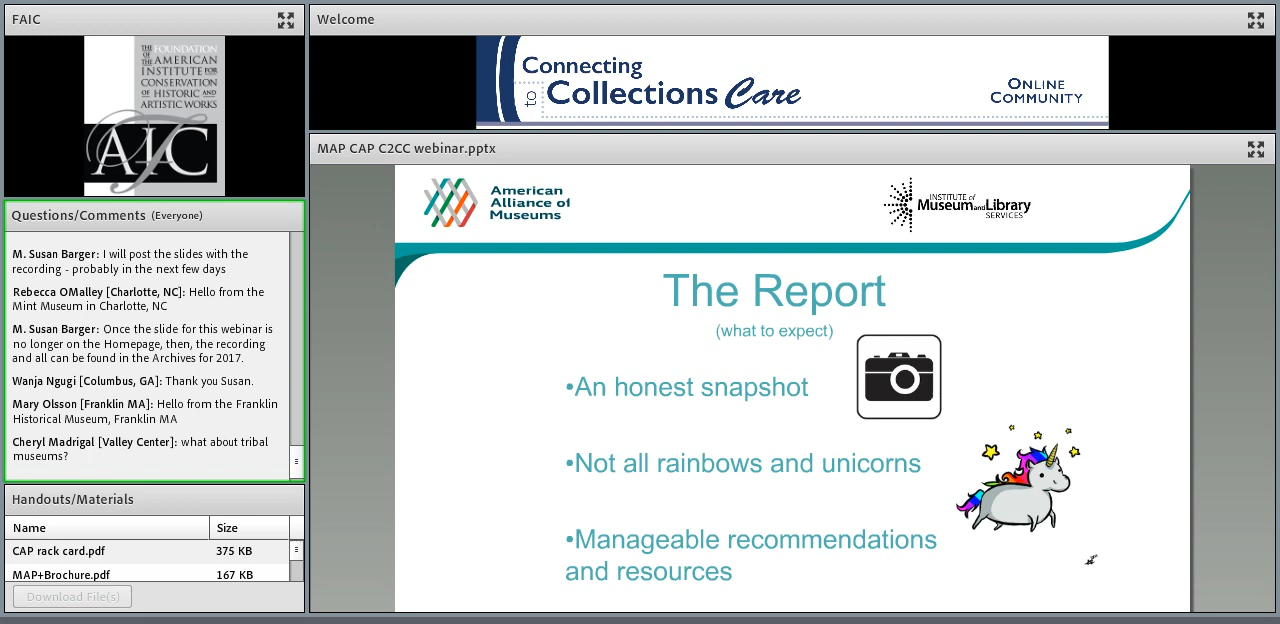 FAIC
THE FOUNDATION
OF THE AMERICAN
INSTITUTE FOR
CONSERVATION
OF HISTORIC AND
ARTISTIC WORKS
AIC
Questions/Comments (Everyone)
M. Susan Barger: I will post the slides with the
recording - probably in the next few days
Rebecca OMalley [Charlotte, NC]: Hello from the
Mint Museum in Charlotte, NC
M. Susan Barger: Once the slide for this webinar is
no longer on the Homepage, then, the recording
and all can be found in the Archives for 2017.
Wanja Ngugi [Columbus, GA]: Thank you Susan.
Mary Olsson [Franklin MA]: Hello from the Franklin
Historical Museum, Franklin MA
Cheryl Madrigal [Valley Center]: what about tribal
museums?
Handouts/Materials
Name Size
CAP rack card.pdf 375 KB
MAP+Brochure.pdf 167 KB
Download File(s)
Welcome
Connecting
to Collections Care
ONLINE
COMMUNITY
MAP CAP C2CC webinar.pptx
American
Alliance of
Museums
INSTITUTE of
Museum and Library
SERVICES
The Report
(what to expect)
•An honest snapshot
•Not all rainbows and unicorns
•Manageable recommendations
and resources